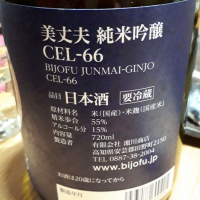 美丈夫 純米吟醸
CEL-66
BIJOFU JUNMAI-GINJO
CEL-66
品目 日本酒 要冷蔵
原材料名 米(国産)・米麹(国産米)
精米歩合 55%
アルコール分 15%
内容量 720ml
製造者 有限会社 濵川商店
高知県安芸郡田野町2150
TEL 0887-38-2004
www.bijofu.jp
お酒は20歳になってから
製造年月